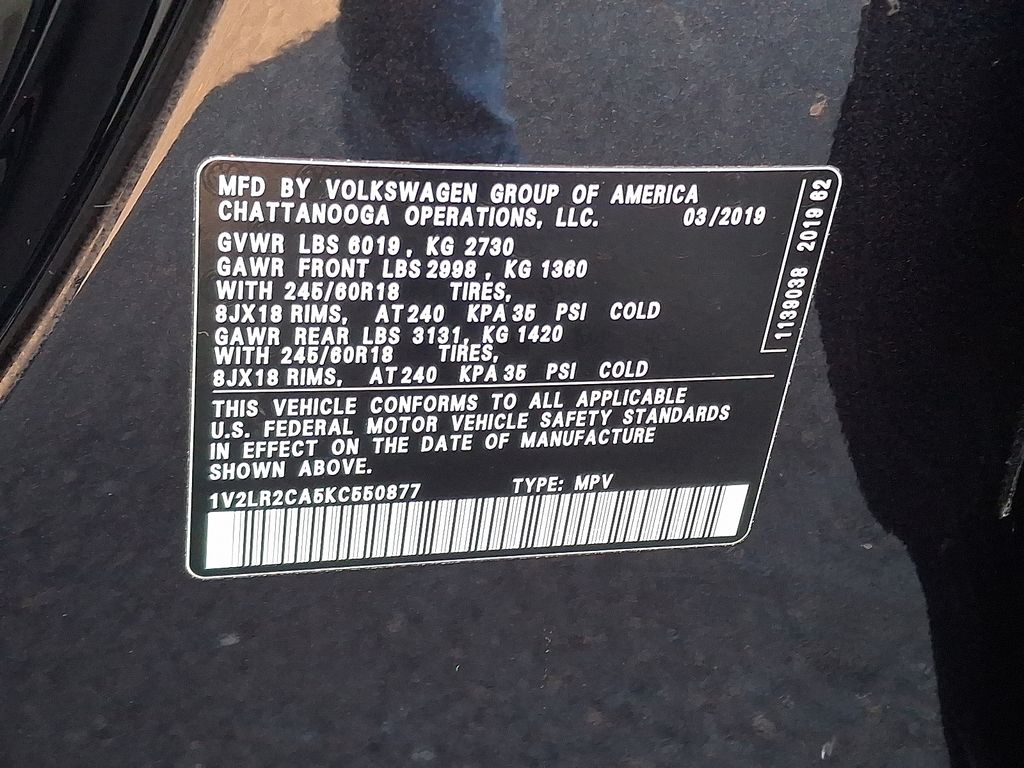 MFD BY VOLKSWAGEN GROUP OF AMERICA
CHATTANOOGA OPERATIONS, LLC. 03/2019
GVWR LBS 6019, KG 2730
GAWR FRONT LBS 2998, KG 1360
WITH 245/60R18 TIRES,
8JX18 RIMS, AT 240 KPA 35 PSI COLD
GAWR REAR LBS 3131, KG 1420
WITH 245/60R18 TIRES,
8JX18 RIMS, AT 240 KPA 35 PSI COLD
THIS VEHICLE CONFORMS TO ALL APPLICABLE
U.S. FEDERAL MOTOR VEHICLE SAFETY STANDARDS
IN EFFECT ON THE DATE OF MANUFACTURE
SHOWN ABOVE.
1V2LR2CA5KC550877 TYPE: MPV
1139038 2019 62